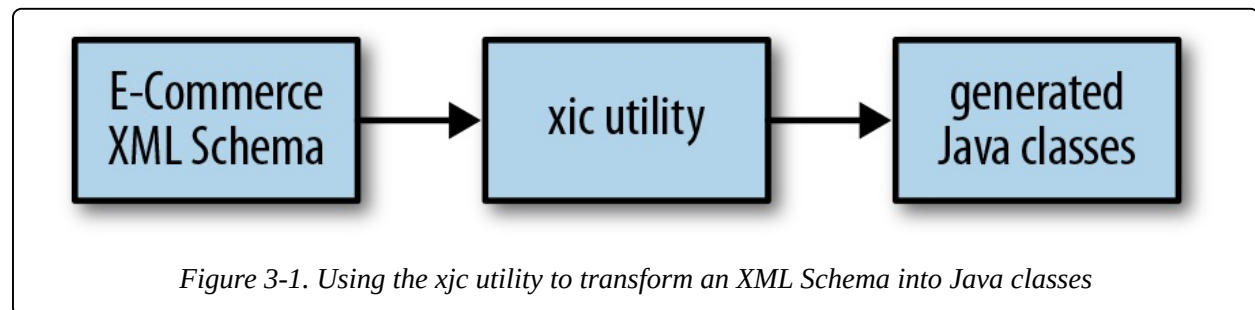 E-Commerce
XML Schema
xic utility
generated
Java classes
Figure 3-1. Using the xjc utility to transform an XML Schema into Java classes